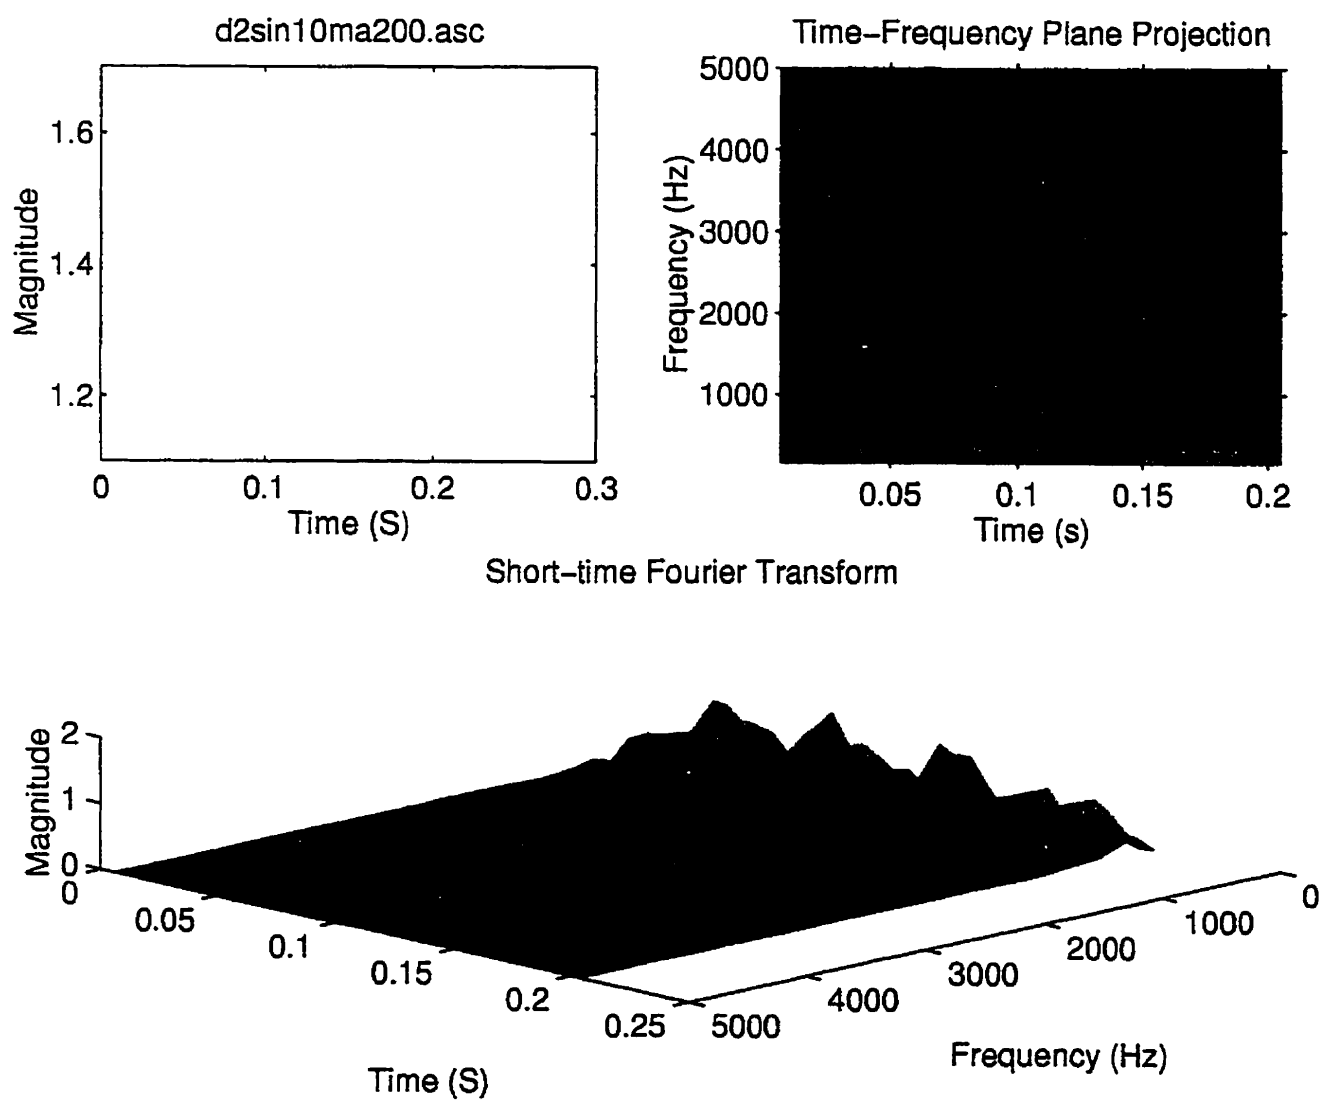 d2sin10ma200.asc
1.6
1.4
1.2
Magnitude
0 0.1 0.2 0.3
Time (S)
Time–Frequency Plane Projection
5000
4000
3000
2000
1000
Frequency (Hz)
0.05 0.1 0.15 0.2
Time (s)
Short–time Fourier Transform
2
1
0
Magnitude
0
0.05
0.1
0.15
0.2
0.25
Time (S)
5000
4000
3000
2000
1000
0
Frequency (Hz)